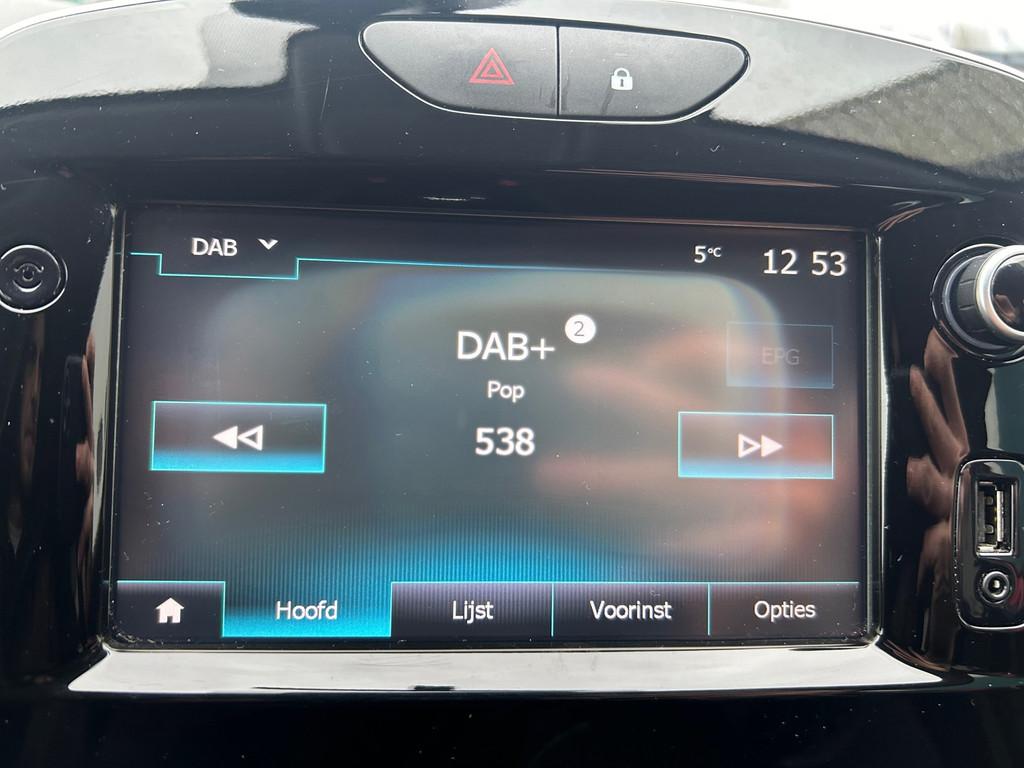 DAB
5°C
12 53
DAB+ 2
EPG
Pop
538
Hoofd
Lijst
Voorinst
Opties